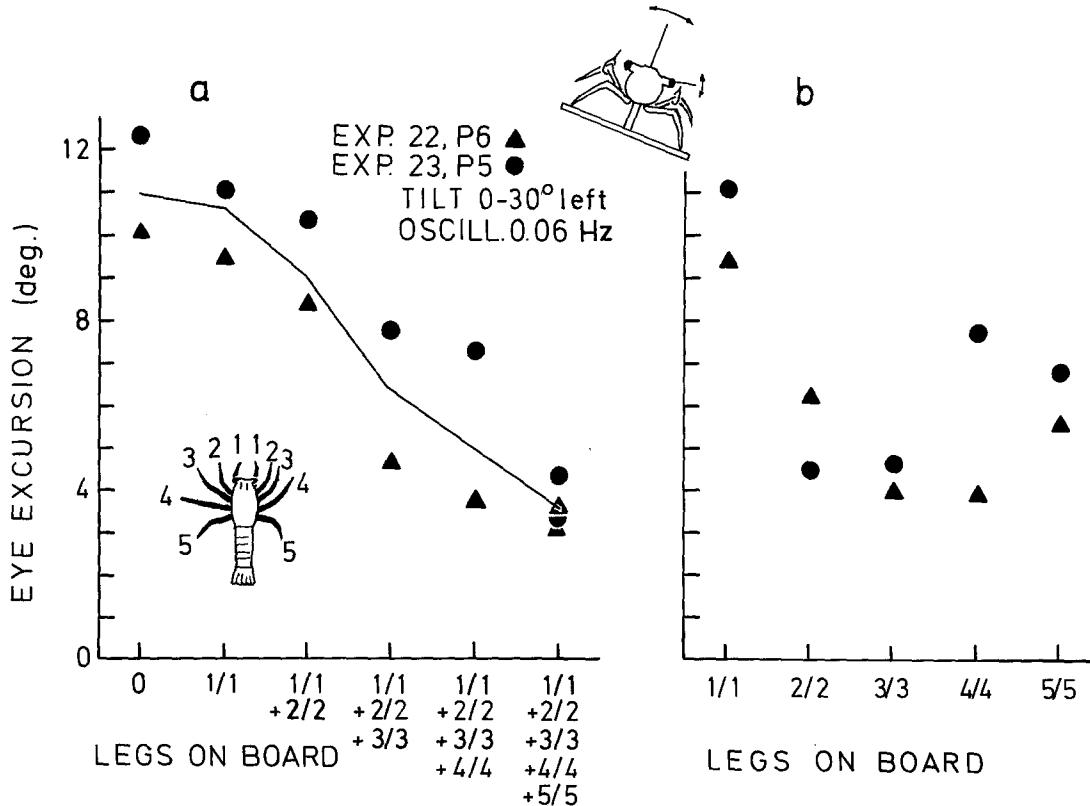 a
b
EXP. 22, P6 ▲
EXP. 23, P5 ●
TILT 0-30° left
OSCILL. 0.06 Hz
EYE EXCURSION (deg.)
12
8
4
0
1 1
2 2
3 3
4 4
5 5
0 1/1 1/1 1/1 1/1 1/1
+2/2 +2/2 +2/2 +2/2
+3/3 +3/3 +3/3
+4/4 +4/4
+5/5
LEGS ON BOARD
1/1 2/2 3/3 4/4 5/5
LEGS ON BOARD